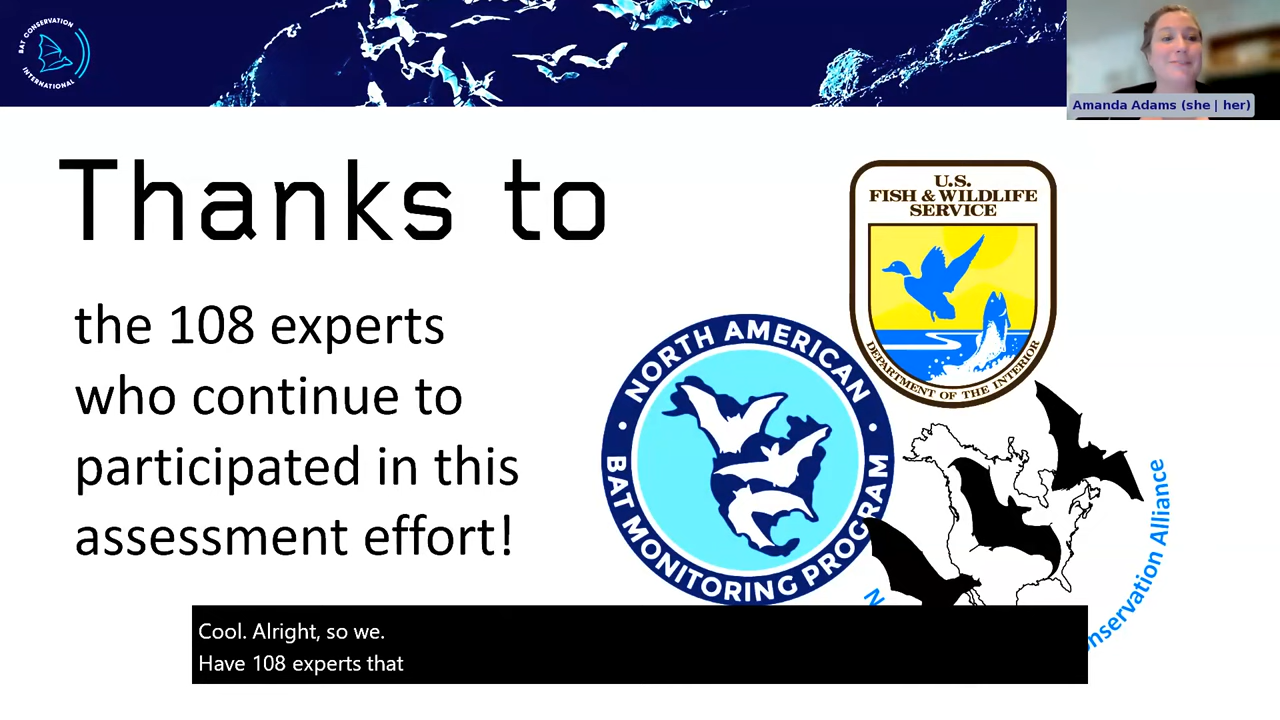 BAT CONSERVATION
INTERNATIONAL
Amanda Adams (she | her)
Thanks to
the 108 experts
who continue to
participated in this
assessment effort!
U.S.
FISH & WILDLIFE
SERVICE
DEPARTMENT OF THE INTERIOR
NORTH AMERICAN
BAT MONITORING PROGRAM
N
nservation Alliance
Cool. Alright, so we.
Have 108 experts that